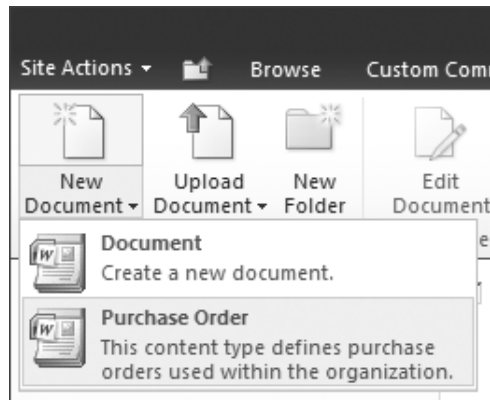 Site Actions Browse Custom
New Document Upload Document New Folder Edit Document
Document
Create a new document.
Purchase Order
This content type defines purchase
orders used within the organization.